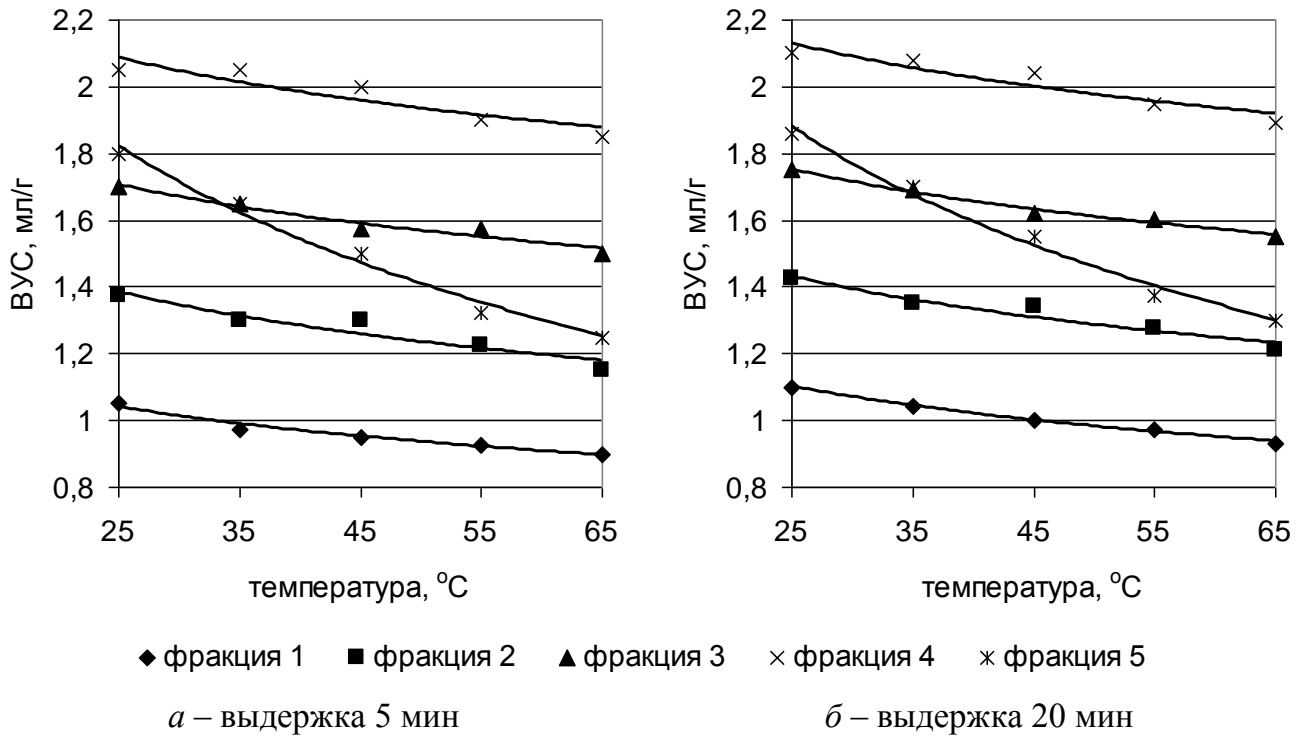 2,2
2
1,8
1,6
1,4
1,2
1
0,8
ВУС, мл/г
25 35 45 55 65
температура, °С
2,2
2
1,8
1,6
1,4
1,2
1
0,8
ВУС, мл/г
25 35 45 55 65
температура, °С
фракция 1 фракция 2 фракция 3 фракция 4 фракция 5
а – выдержка 5 мин
б – выдержка 20 мин